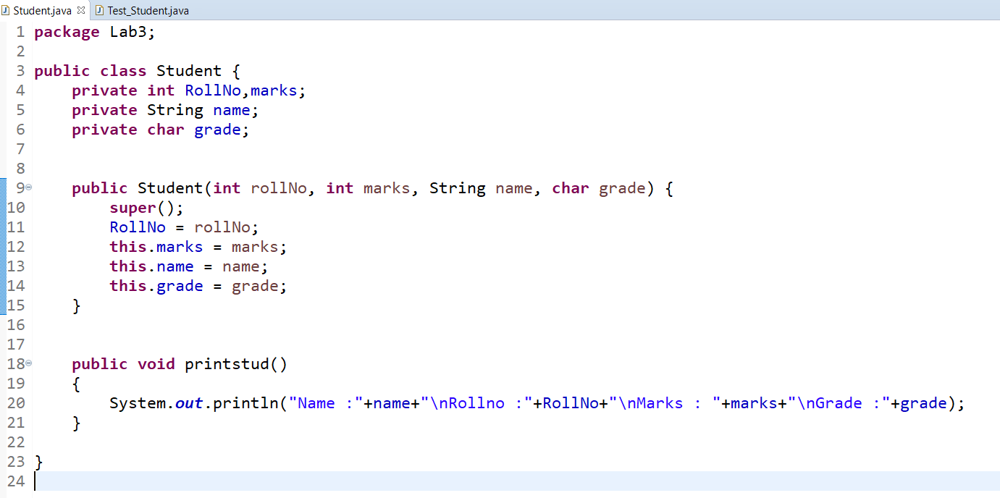 Student.java Test_Student.java
1 package Lab3;
2
3 public class Student {
4     private int RollNo,marks;
5     private String name;
6     private char grade;
7
8
9     public Student(int rollNo, int marks, String name, char grade) {
10         super();
11         RollNo = rollNo;
12         this.marks = marks;
13         this.name = name;
14         this.grade = grade;
15     }
16
17
18     public void printstud()
19     {
20         System.out.println("Name :"+name+"\nRollno :"+RollNo+"\nMarks : "+marks+"\nGrade :"+grade);
21     }
22
23 }
24